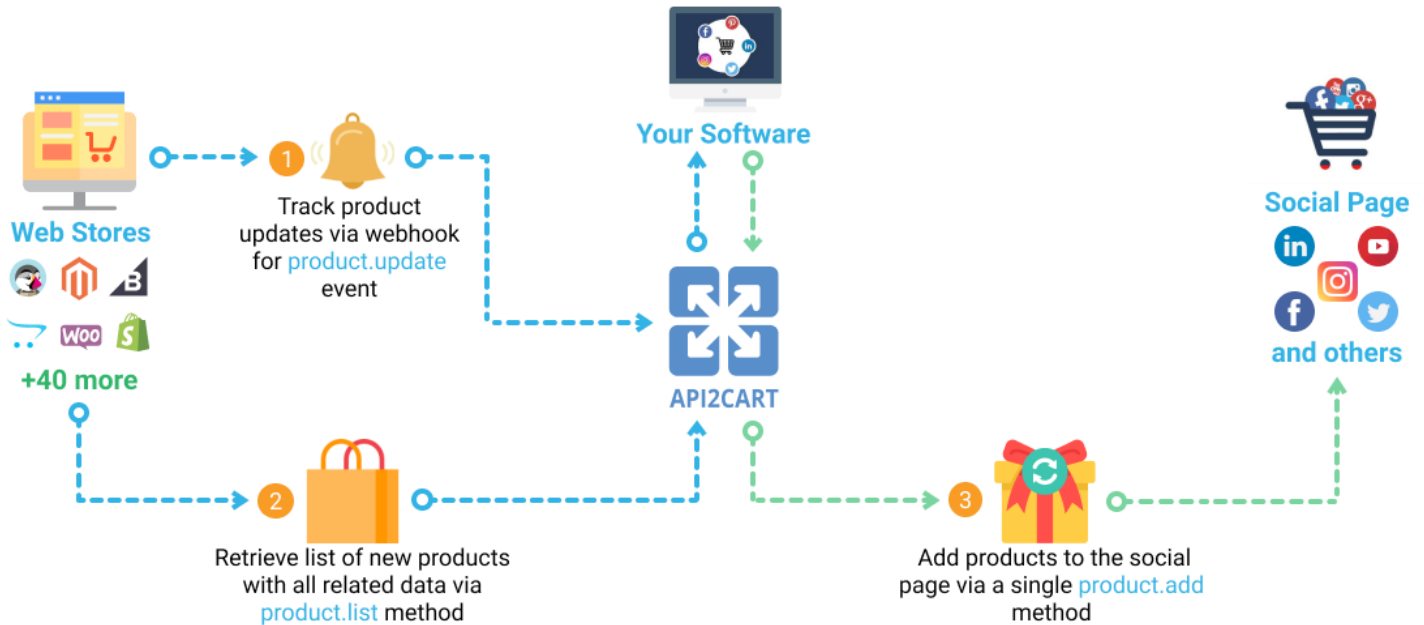 Your Software
Web Stores
WOO
+40 more
1
Track product
updates via webhook
for product.update
event
API2CART
2
Retrieve list of new products
with all related data via
product.list method
3
Add products to the social
page via a single product.add
method
Social Page
and others